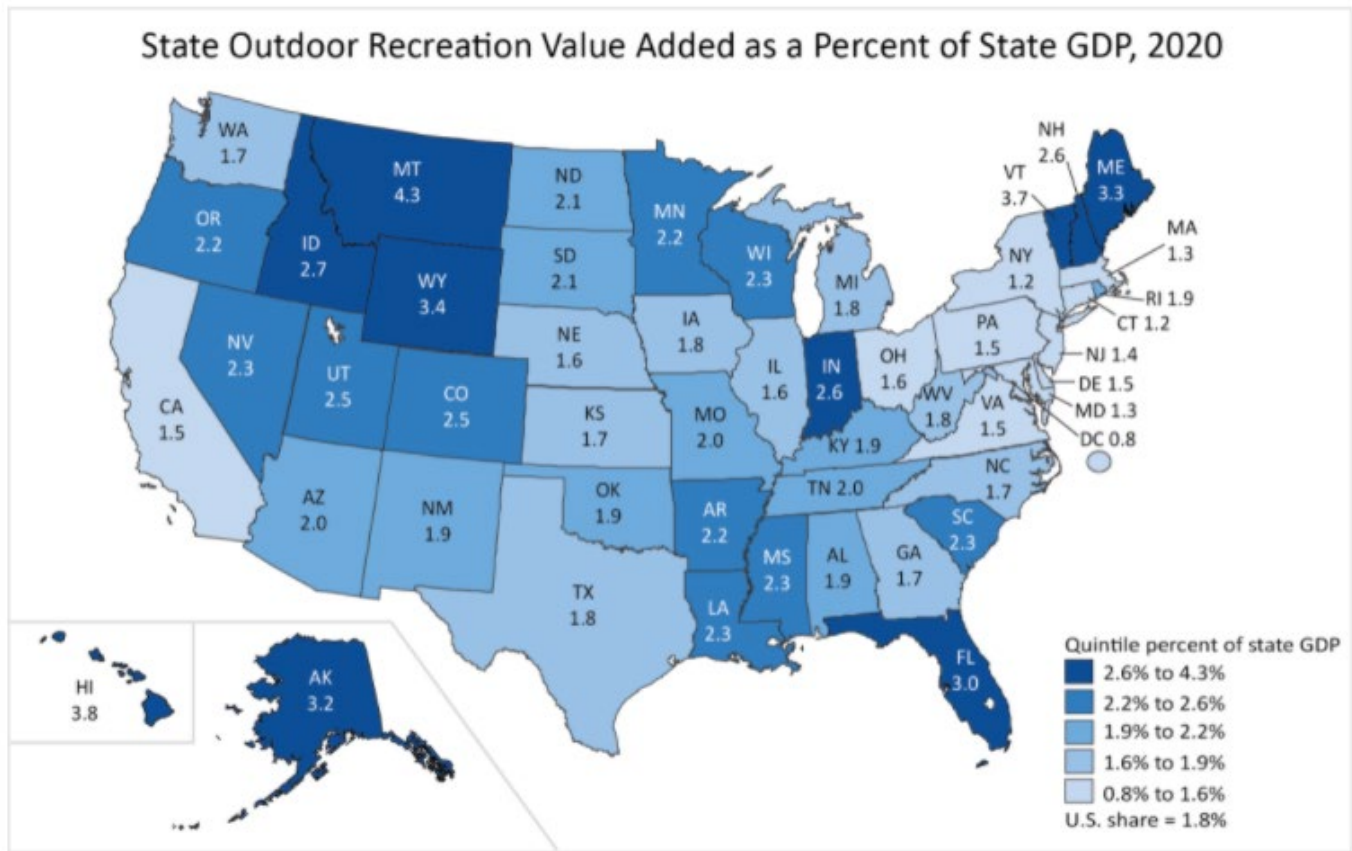 State Outdoor Recreation Value Added as a Percent of State GDP, 2020
WA
1.7
MT
4.3
ND
2.1
MN
2.2
NH
2.6
ME
3.3
VT
3.7
OR
2.2
ID
2.7
WY
3.4
SD
2.1
WI
2.3
MI
1.8
NY
1.2
MA
1.3
RI 1.9
CT 1.2
NV
2.3
UT
2.5
CO
2.5
NE
1.6
IA
1.8
IL
1.6
IN
2.6
OH
1.6
PA
1.5
NJ 1.4
DE 1.5
MD 1.3
DC 0.8
CA
1.5
KS
1.7
MO
2.0
KY 1.9
WV
1.8
VA
1.5
AZ
2.0
NM
1.9
OK
1.9
AR
2.2
TN 2.0
NC
1.7
SC
2.3
TX
1.8
LA
2.3
MS
2.3
AL
1.9
GA
1.7
FL
3.0
HI
3.8
AK
3.2
Quintile percent of state GDP
2.6% to 4.3%
2.2% to 2.6%
1.9% to 2.2%
1.6% to 1.9%
0.8% to 1.6%
U.S. share = 1.8%